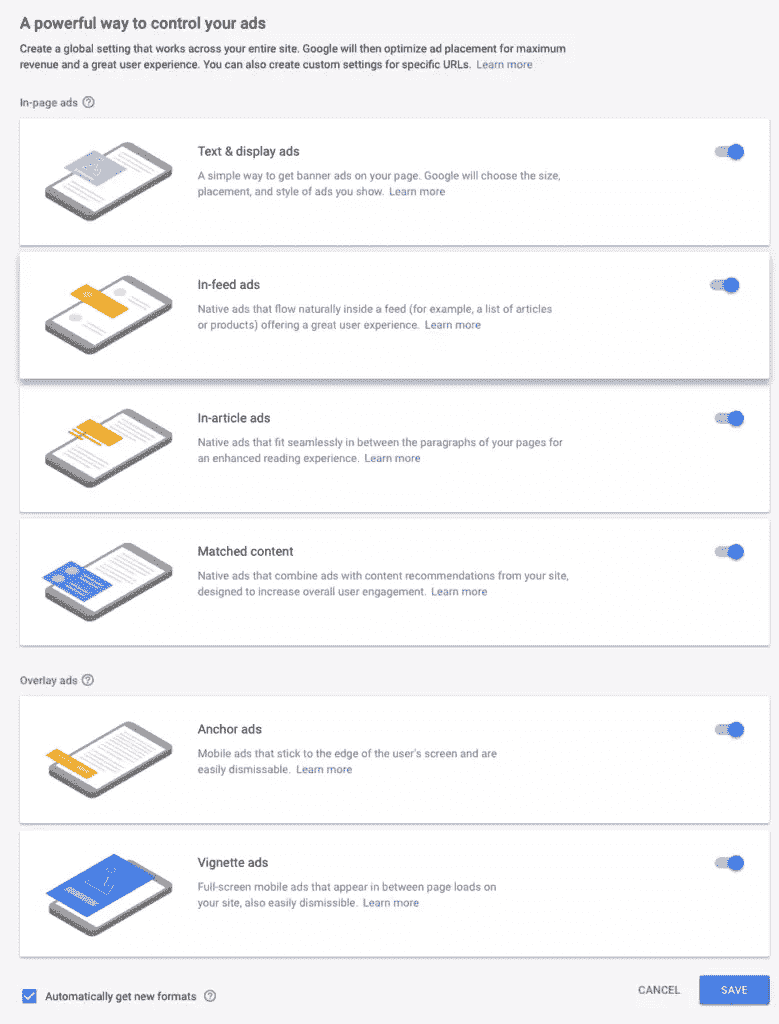 A powerful way to control your ads
Create a global setting that works across your entire site. Google will then optimize ad placement for maximum
revenue and a great user experience. You can also create custom settings for specific URLs. Learn more
In-page ads
Text & display ads
A simple way to get banner ads on your page. Google will choose the size,
placement, and style of ads you show. Learn more
In-feed ads
Native ads that flow naturally inside a feed (for example, a list of articles
or products) offering a great user experience. Learn more
In-article ads
Native ads that fit seamlessly in between the paragraphs of your pages for
an enhanced reading experience. Learn more
Matched content
Native ads that combine ads with content recommendations from your site,
designed to increase overall user engagement. Learn more
Overlay ads
Anchor ads
Mobile ads that stick to the edge of the user's screen and are
easily dismissable. Learn more
Vignette ads
Full-screen mobile ads that appear in between page loads on
your site, also easily dismissible. Learn more
Automatically get new formats
CANCEL
SAVE